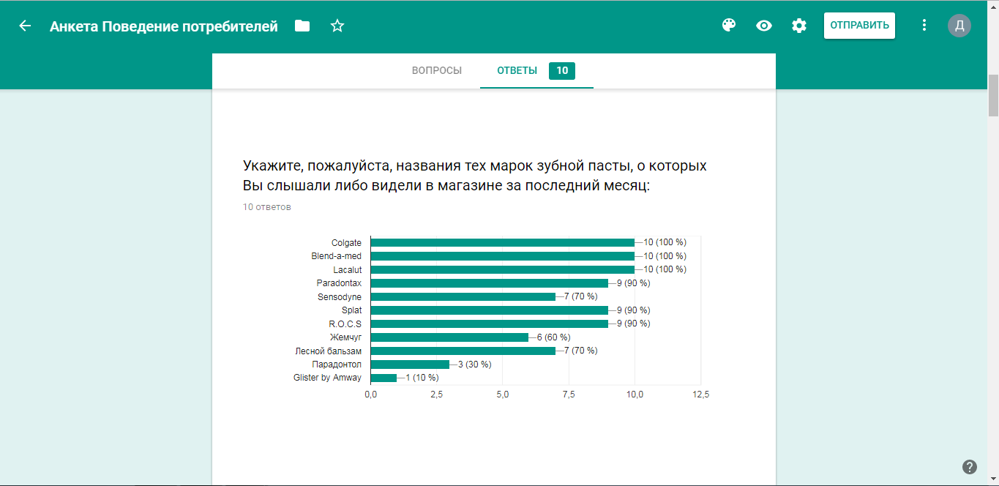 Анкета Поведение потребителей
ОТПРАВИТЬ
Д
ВОПРОСЫ
ОТВЕТЫ 10
Укажите, пожалуйста, названия тех марок зубной пасты, о которых
Вы слышали либо видели в магазине за последний месяц:
10 ответов
Colgate 10 (100 %)
Blend-a-med 10 (100 %)
Lacalut 10 (100 %)
Paradontax 9 (90 %)
Sensodyne 7 (70 %)
Splat 9 (90 %)
R.O.C.S 9 (90 %)
Жемчуг 6 (60 %)
Лесной бальзам 7 (70 %)
Парадонтол 3 (30 %)
Glister by Amway 1 (10 %)
0,0 2,5 5,0 7,5 10,0 12,5
?